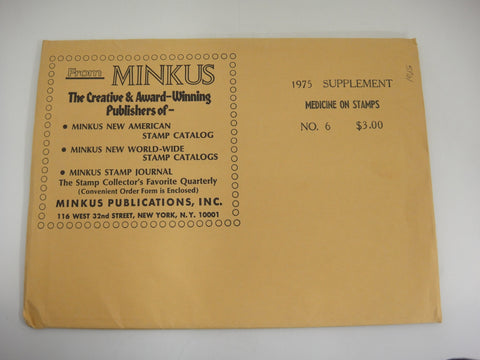 From MINKUS
The Creative & Award-Winning
Publishers of-
• MINKUS NEW AMERICAN
STAMP CATALOG
• MINKUS NEW WORLD-WIDE
STAMP CATALOGS
• MINKUS STAMP JOURNAL
The Stamp Collector's Favorite Quarterly
(Convenient Order Form is Enclosed)
MINKUS PUBLICATIONS, INC.
116 WEST 32nd STREET, NEW YORK, N.Y. 10001
1975 SUPPLEMENT
MEDICINE ON STAMPS
NO. 6 $3.00